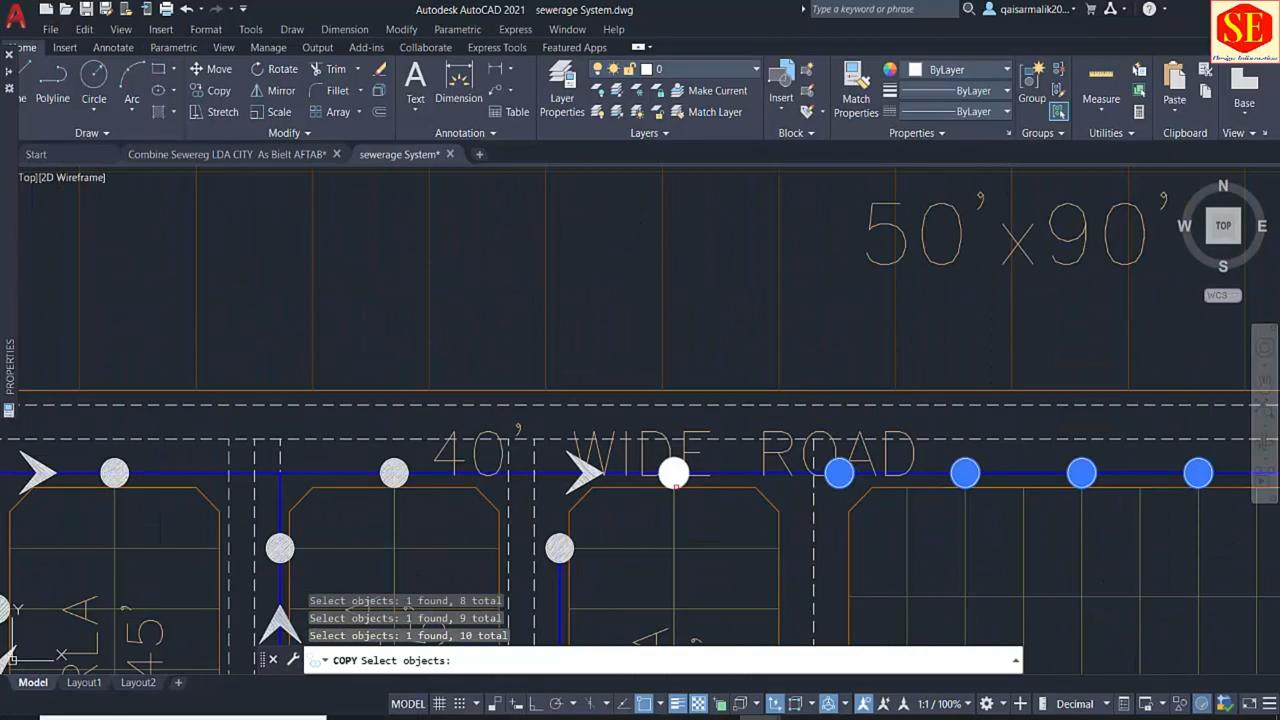 Autodesk AutoCAD 2021 sewerage System.dwg
Type a keyword or phrase
qaisarmalik20...
SE
Design Information
File Edit View Insert Format Tools Draw Dimension Modify Parametric Express Window Help
Home Insert Annotate Parametric View Manage Output Add-ins Collaborate Express Tools Featured Apps
Polyline Circle Arc
Move Rotate Trim
Copy Mirror Fillet
Stretch Scale Array
Text Dimension Table
Layer Properties
0
Make Current
Match Layer
Insert
Match Properties
ByLayer
ByLayer
ByLayer
Group Measure Paste Base
Draw Modify Annotation Layers Block Properties Groups Utilities Clipboard View
Start Combine Sewereg LDA CITY As Bielt AFTAB* sewerage System*
Top][2D Wireframe]
50'x90'
N
W TOP E
S
WCS
PROPERTIES
40' WIDE ROAD
45'
Y
X
Select objects: 1 found, 8 total
Select objects: 1 found, 9 total
Select objects: 1 found, 10 total
COPY Select objects:
Model Layout1 Layout2
MODEL 1:1 / 100% Decimal